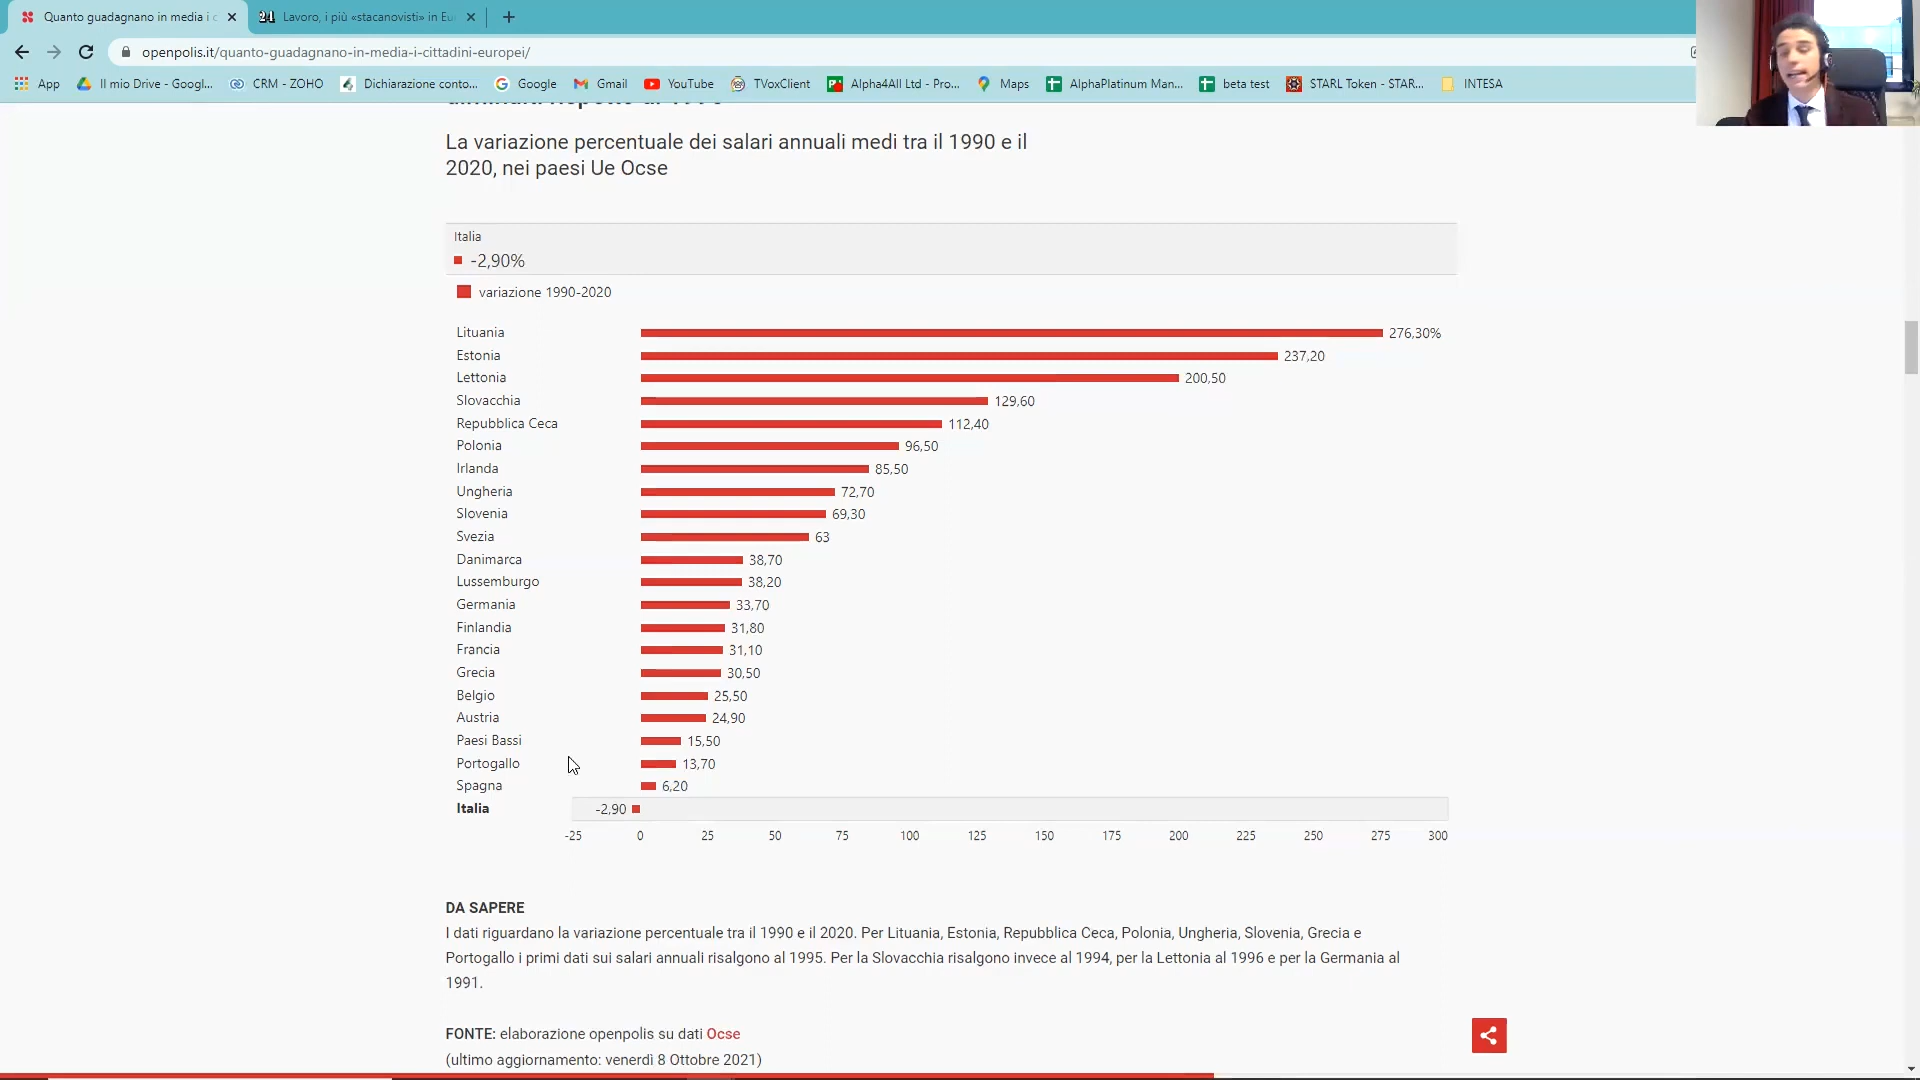 Quanto guadagnano in media i c
Lavoro, i più «stacanovisti» in Eu
openpolis.it/quanto-guadagnano-in-media-i-cittadini-europei/
App
Il mio Drive - Googl...
CRM - ZOHO
Dichiarazione conto...
Google
Gmail
YouTube
TVoxClient
Alpha4All Ltd - Pro...
Maps
AlphaPlatinum Man...
beta test
STARL Token - STAR...
INTESA
La variazione percentuale dei salari annuali medi tra il 1990 e il
2020, nei paesi Ue Ocse
Italia
-2,90%
variazione 1990-2020
Lituania 276,30%
Estonia 237,20
Lettonia 200,50
Slovacchia 129,60
Repubblica Ceca 112,40
Polonia 96,50
Irlanda 85,50
Ungheria 72,70
Slovenia 69,30
Svezia 63
Danimarca 38,70
Lussemburgo 38,20
Germania 33,70
Finlandia 31,80
Francia 31,10
Grecia 30,50
Belgio 25,50
Austria 24,90
Paesi Bassi 15,50
Portogallo 13,70
Spagna 6,20
Italia -2,90
-25 0 25 50 75 100 125 150 175 200 225 250 275 300
DA SAPERE
I dati riguardano la variazione percentuale tra il 1990 e il 2020. Per Lituania, Estonia, Repubblica Ceca, Polonia, Ungheria, Slovenia, Grecia e
Portogallo i primi dati sui salari annuali risalgono al 1995. Per la Slovacchia risalgono invece al 1994, per la Lettonia al 1996 e per la Germania al
1991.
FONTE: elaborazione openpolis su dati Ocse
(ultimo aggiornamento: venerdì 8 Ottobre 2021)